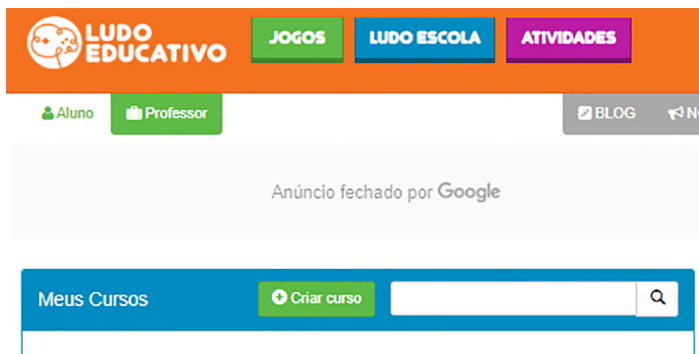 LUDO
EDUCATIVO
JOGOS
LUDO ESCOLA
ATIVIDADES
Aluno
Professor
BLOG
Anúncio fechado por Google
Meus Cursos
Criar curso